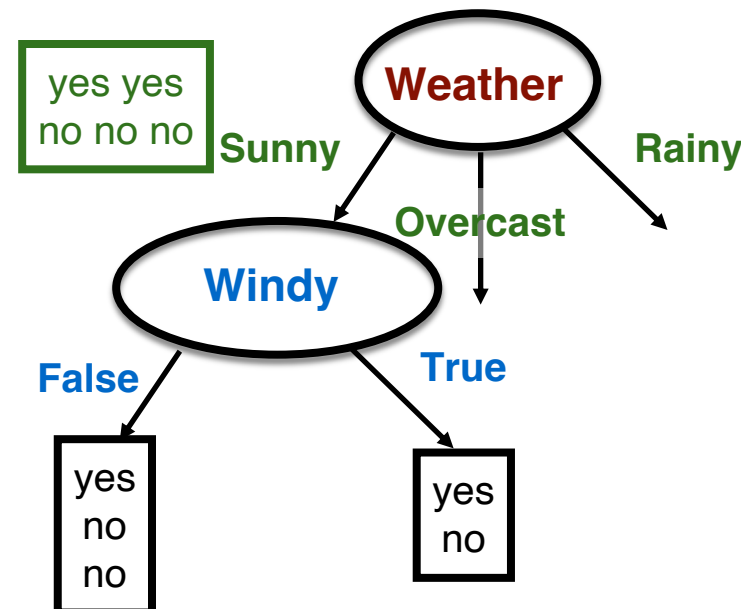 yes yes
no no no
Weather
Sunny
Rainy
Overcast
Windy
False
True
yes
no
no
yes
no